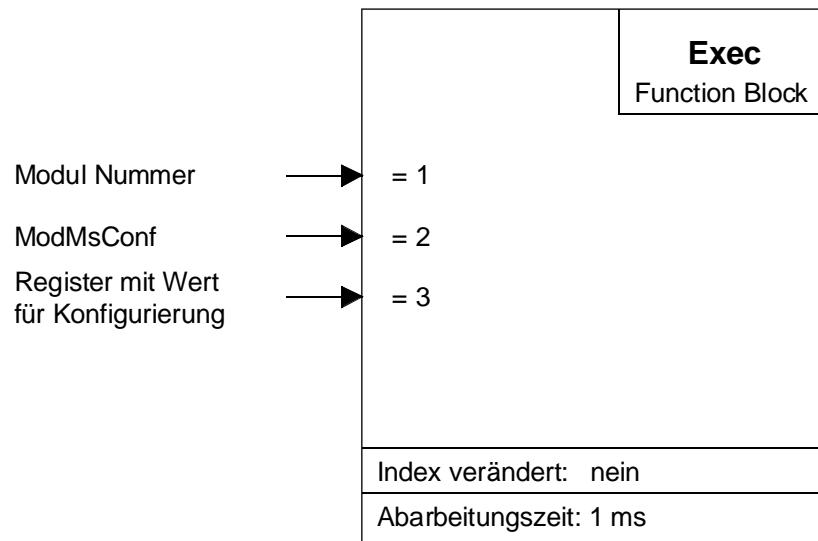 Exec
Function Block
Modul Nummer = 1
ModMsConf = 2
Register mit Wert
für Konfigurierung = 3
Index verändert: nein
Abarbeitungszeit: 1 ms